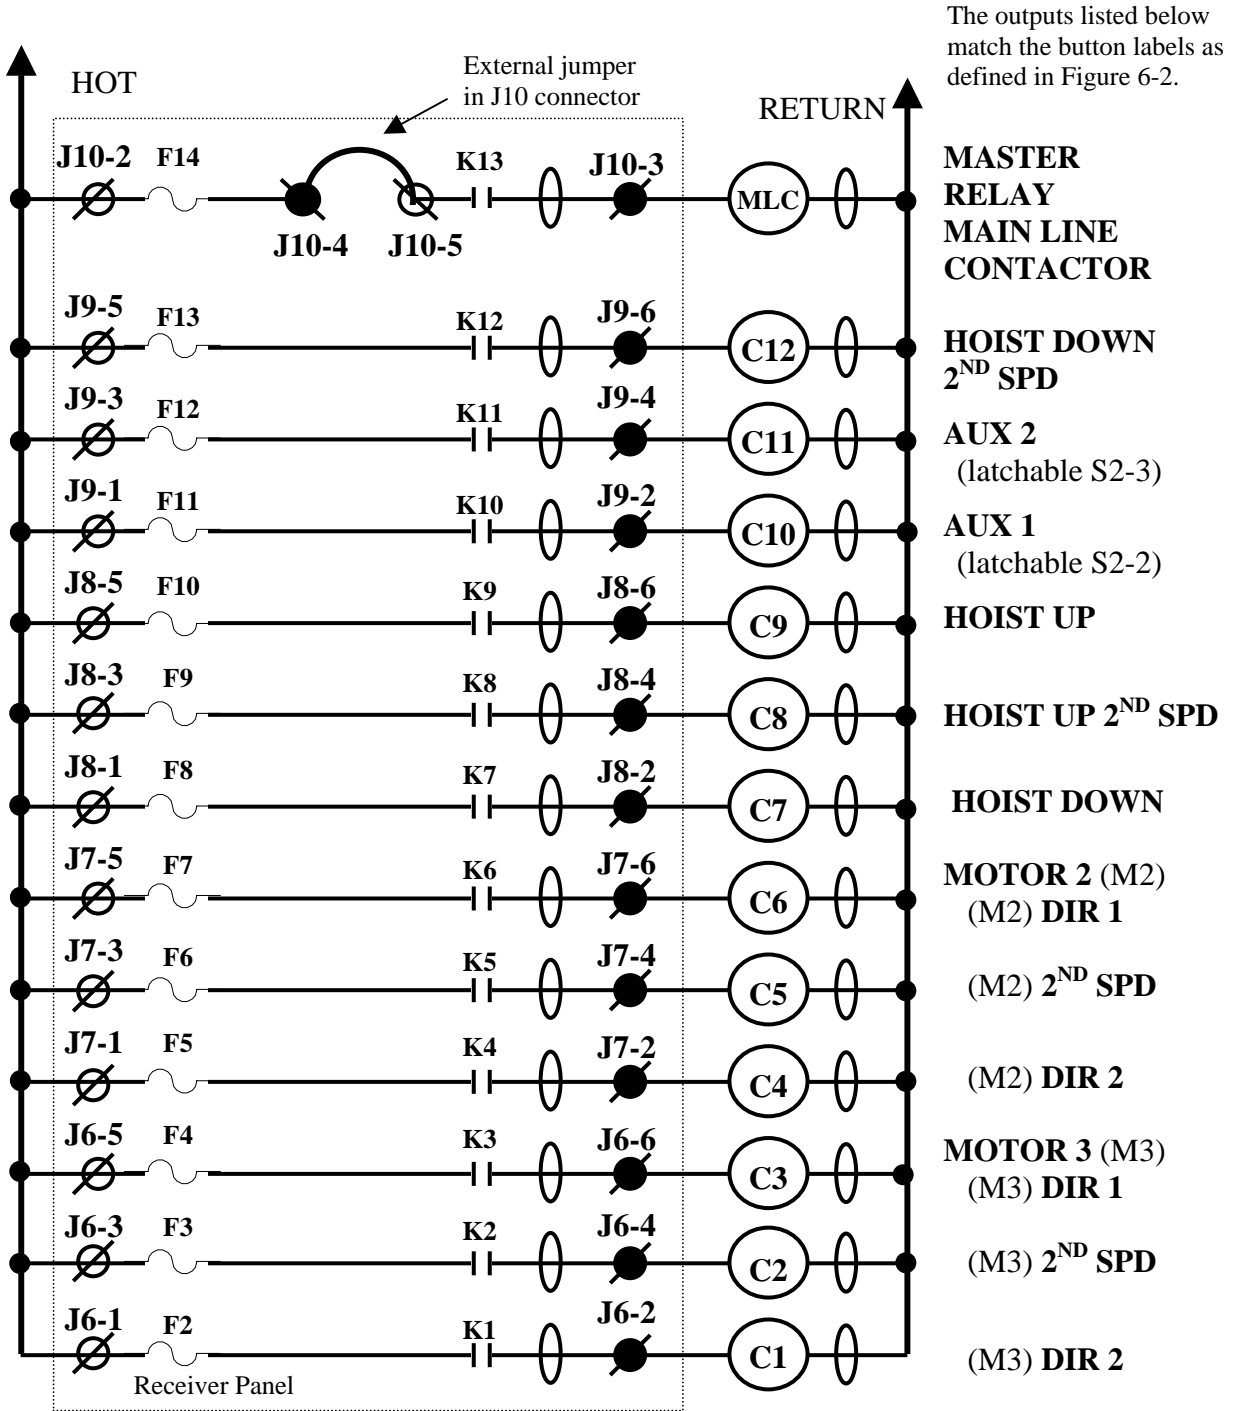 The outputs listed below
match the button labels as
defined in Figure 6-2.
HOT
External jumper
in J10 connector
RETURN
J10-2 F14 K13 J10-3
MLC
J10-4 J10-5
MASTER
RELAY
MAIN LINE
CONTACTOR
J9-5 F13 K12 J9-6 C12
HOIST DOWN
2ND SPD
J9-3 F12 K11 J9-4 C11
AUX 2
(latchable S2-3)
J9-1 F11 K10 J9-2 C10
AUX 1
(latchable S2-2)
J8-5 F10 K9 J8-6 C9
HOIST UP
J8-3 F9 K8 J8-4 C8
HOIST UP 2ND SPD
J8-1 F8 K7 J8-2 C7
HOIST DOWN
J7-5 F7 K6 J7-6 C6
MOTOR 2 (M2)
(M2) DIR 1
J7-3 F6 K5 J7-4 C5
(M2) 2ND SPD
J7-1 F5 K4 J7-2 C4
(M2) DIR 2
J6-5 F4 K3 J6-6 C3
MOTOR 3 (M3)
(M3) DIR 1
J6-3 F3 K2 J6-4 C2
(M3) 2ND SPD
J6-1 F2 K1 J6-2 C1
(M3) DIR 2
Receiver Panel